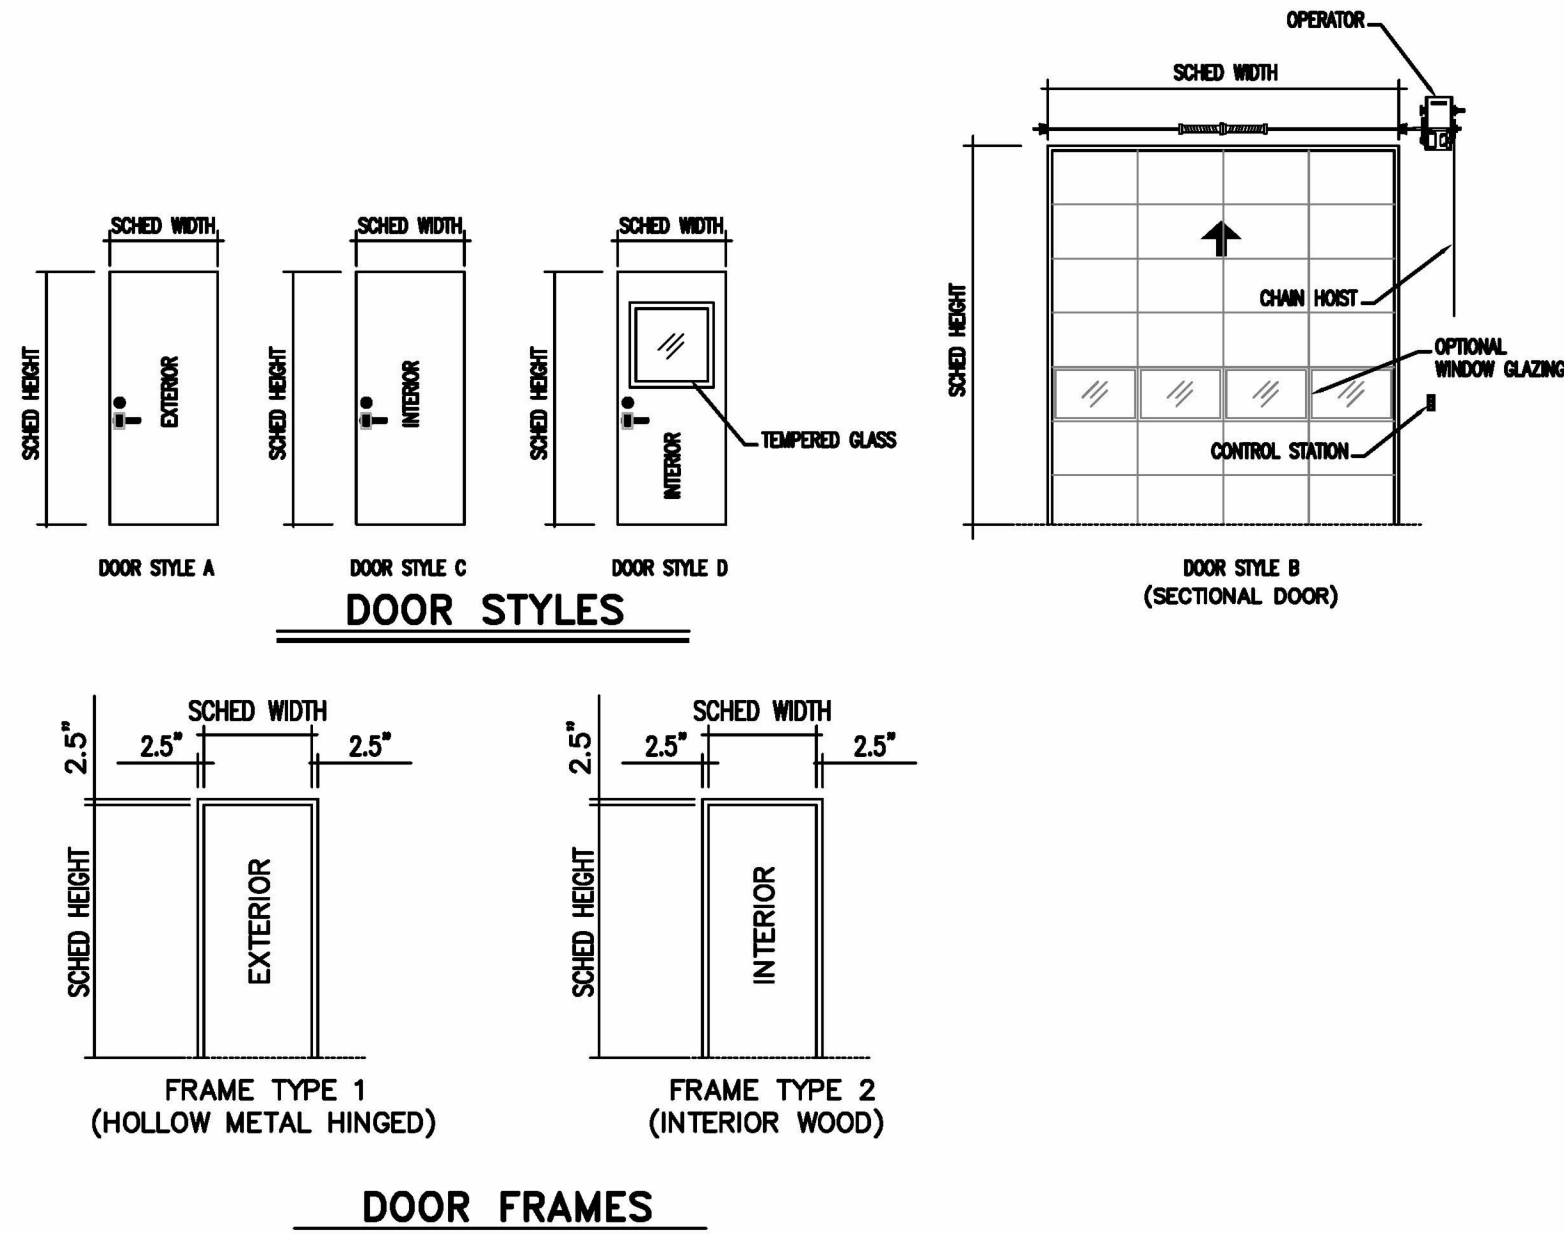 OPERATOR
SCHED WIDTH
SCHED WIDTH
SCHED WIDTH
SCHED WIDTH
SCHED HEIGHT
EXTERIOR
SCHED HEIGHT
INTERIOR
SCHED HEIGHT
INTERIOR
TEMPERED GLASS
SCHED HEIGHT
CHAIN HOIST
OPTIONAL
WINDOW GLAZING
CONTROL STATION
DOOR STYLE A
DOOR STYLE C
DOOR STYLE D
DOOR STYLE B
(SECTIONAL DOOR)
DOOR STYLES
SCHED WIDTH
2.5"
2.5"
2.5"
SCHED HEIGHT
EXTERIOR
FRAME TYPE 1
(HOLLOW METAL HINGED)
SCHED WIDTH
2.5"
2.5"
2.5"
SCHED HEIGHT
INTERIOR
FRAME TYPE 2
(INTERIOR WOOD)
DOOR FRAMES